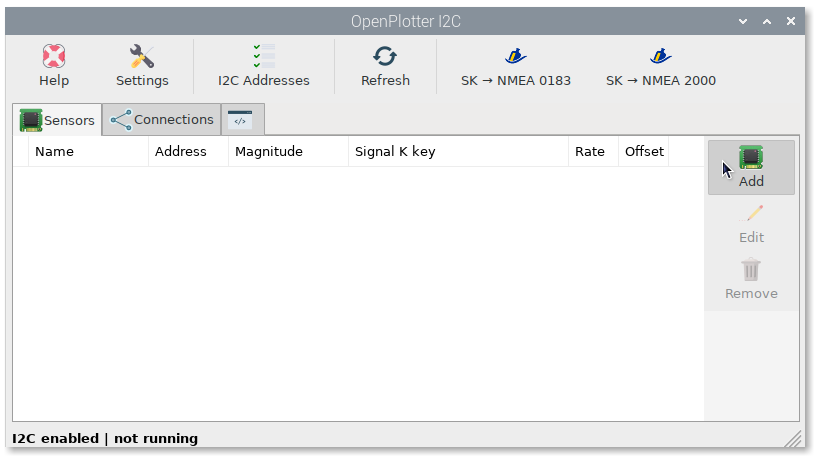 OpenPlotter I2C
Help
Settings
I2C Addresses
Refresh
SK → NMEA 0183
SK → NMEA 2000
Sensors
Connections
</>
Name Address Magnitude Signal K key Rate Offset
Add
Edit
Remove
I2C enabled | not running